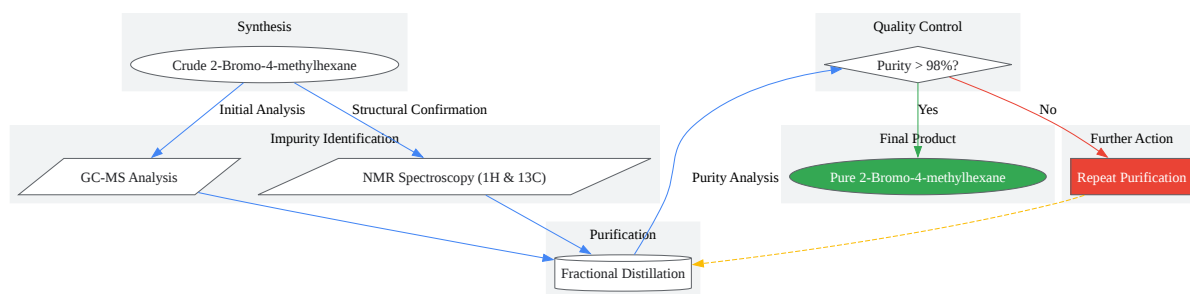 Synthesis
Crude 2-Bromo-4-methylhexane
Initial Analysis
Structural Confirmation
Impurity Identification
GC-MS Analysis
NMR Spectroscopy (1H & 13C)
Purification
Fractional Distillation
Purity Analysis
Quality Control
Purity > 98%?
Yes
No
Final Product
Pure 2-Bromo-4-methylhexane
Further Action
Repeat Purification